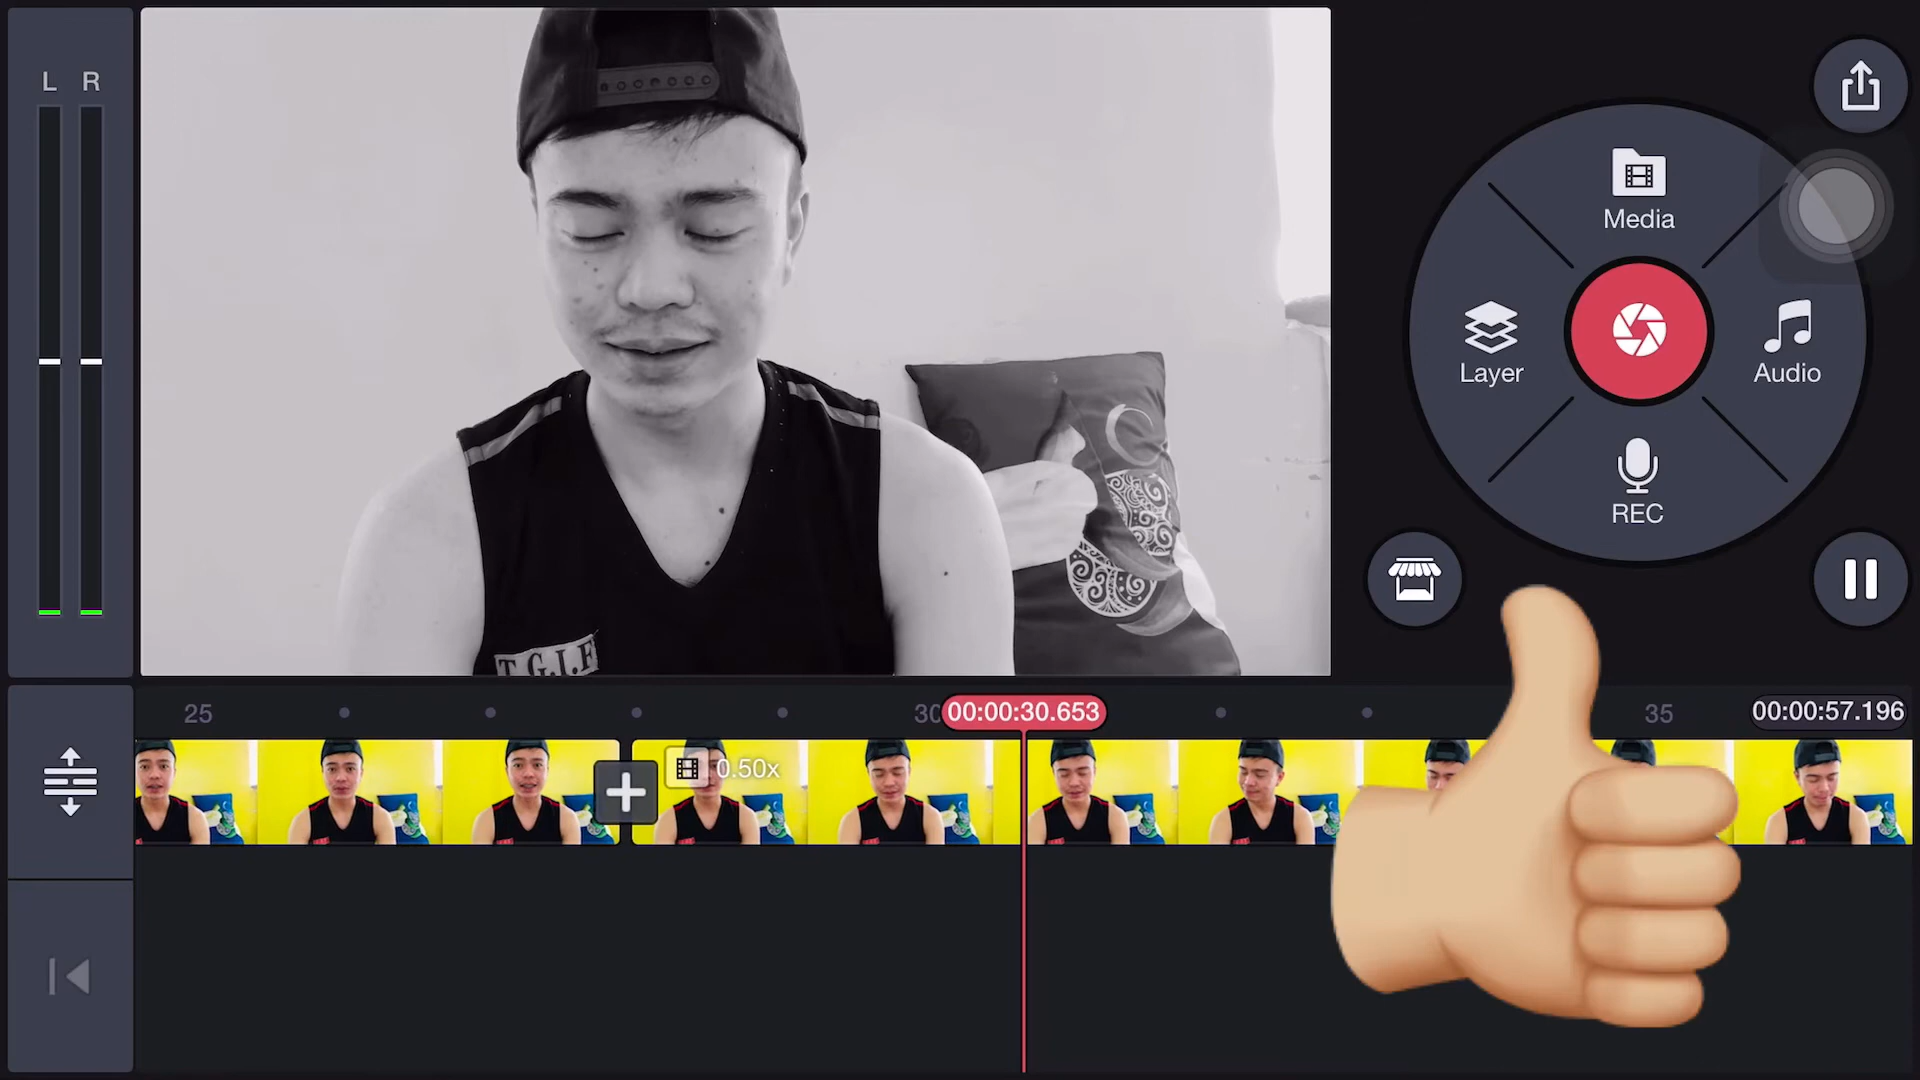 L R
Media
Layer
Audio
REC
T.G.I.F
25
30
00:00:30.653
35
00:00:57.196
0.50x